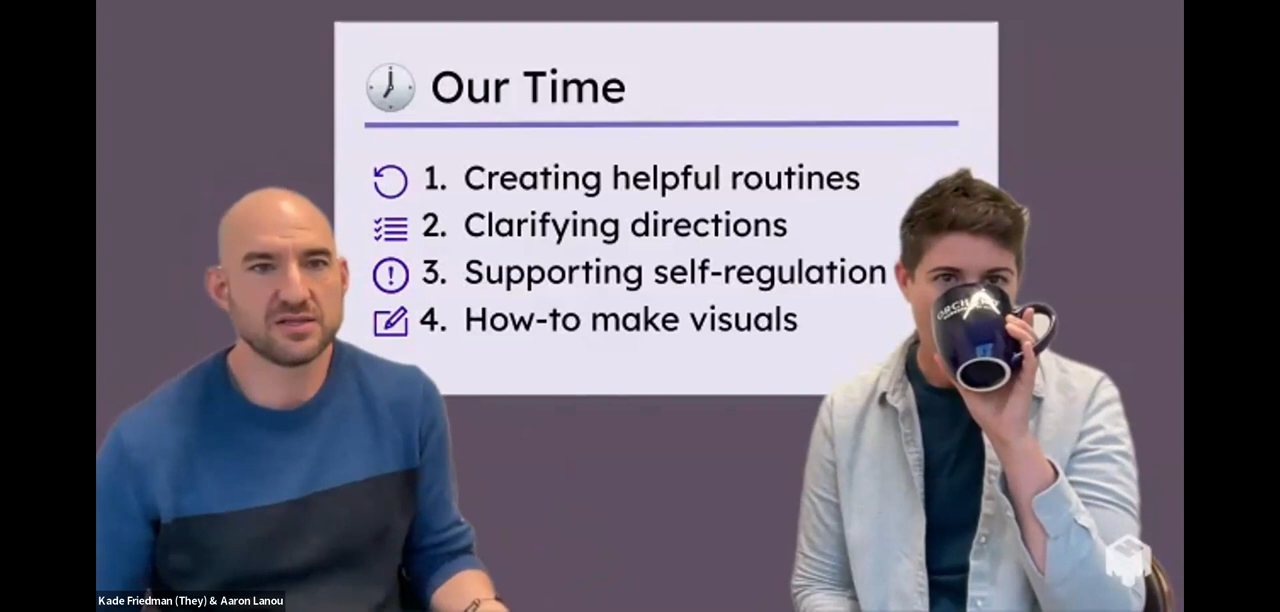 Our Time
1. Creating helpful routines
2. Clarifying directions
3. Supporting self-regulation
4. How-to make visuals
Kade Friedman (They) & Aaron Lanou